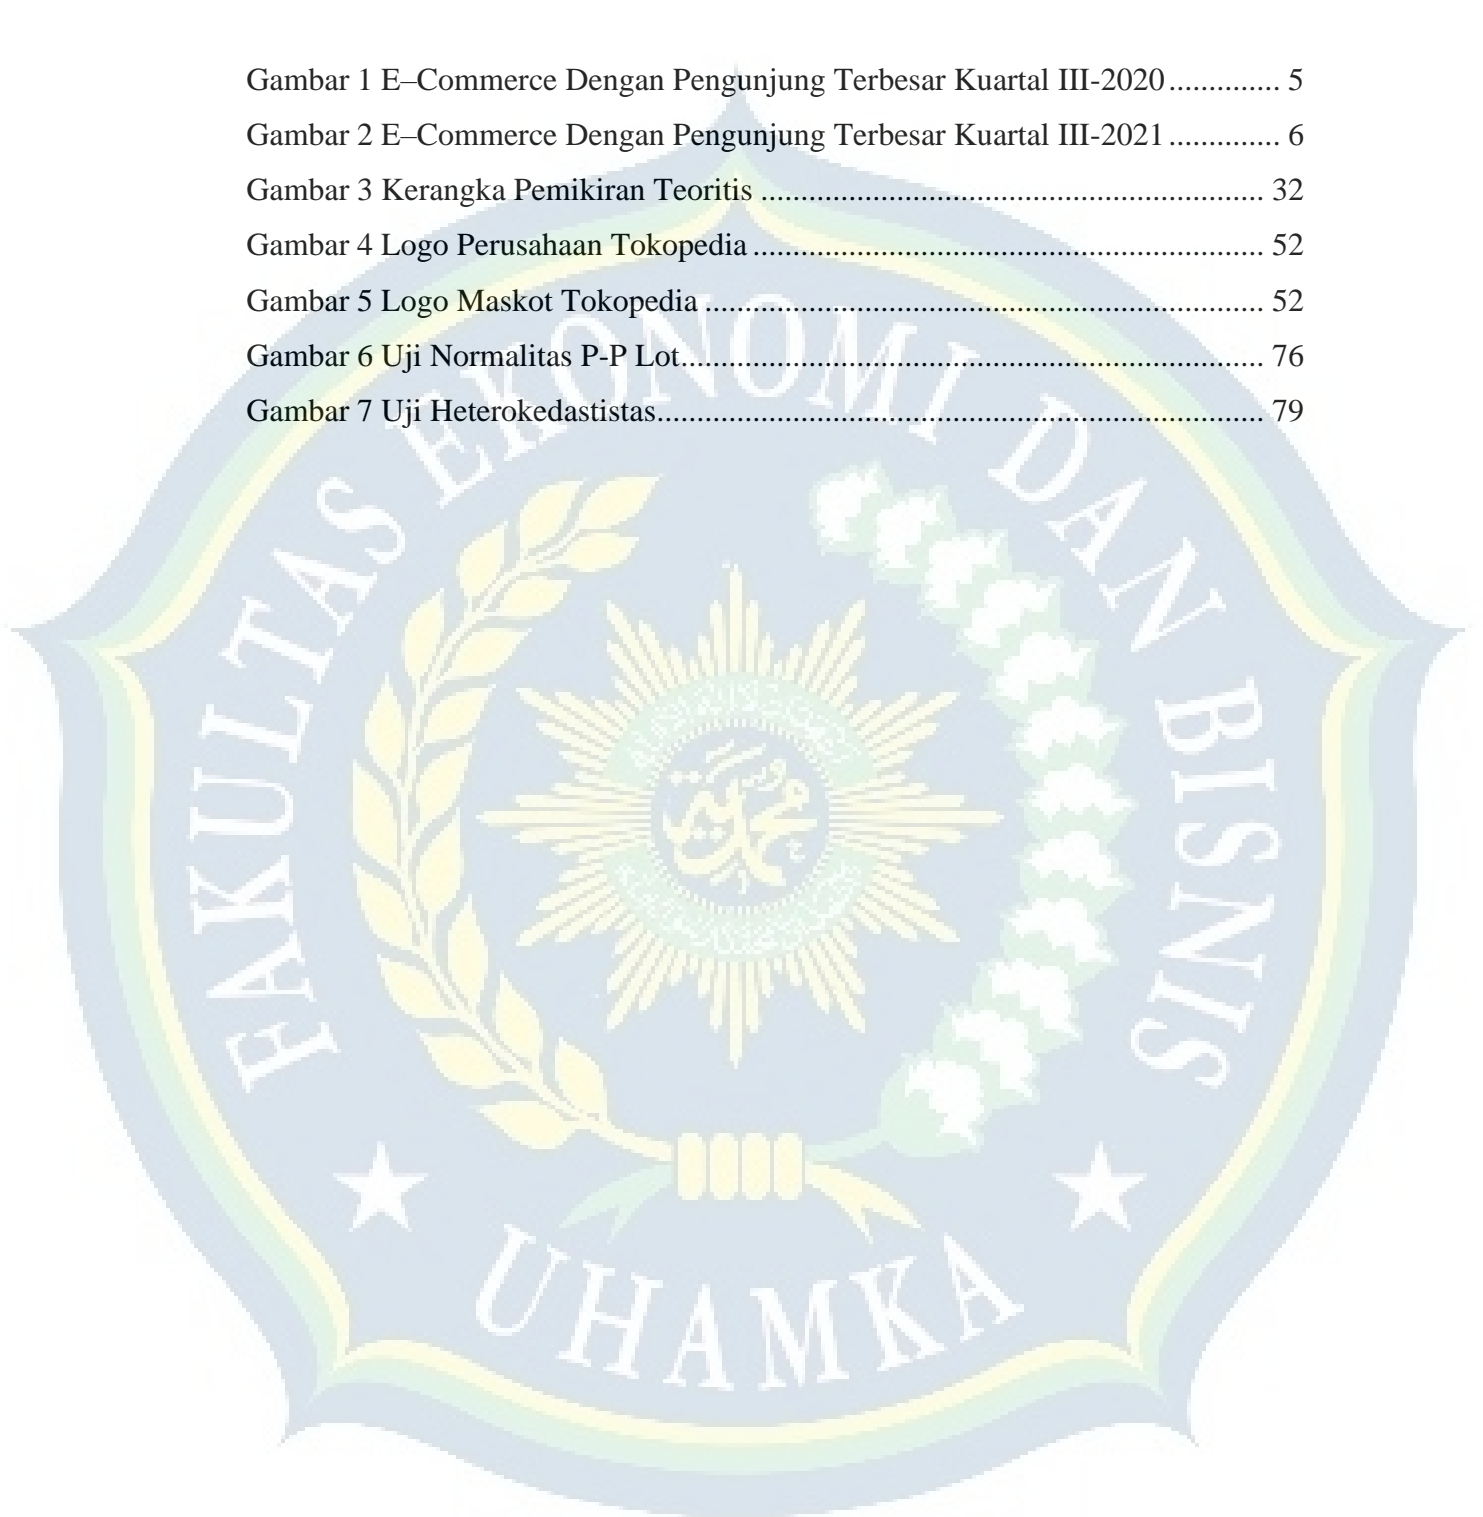 Gambar 1 E–Commerce Dengan Pengunjung Terbesar Kuartal III-2020.............. 5
Gambar 2 E–Commerce Dengan Pengunjung Terbesar Kuartal III-2021.............. 6
Gambar 3 Kerangka Pemikiran Teoritis ............................................................... 32
Gambar 4 Logo Perusahaan Tokopedia................................................................ 52
Gambar 5 Logo Maskot Tokopedia ...................................................................... 52
Gambar 6 Uji Normalitas P-P Lot......................................................................... 76
Gambar 7 Uji Heterokedastistas............................................................................ 79
FAKULTAS EKONOMI DAN BISNIS
UHAMKA